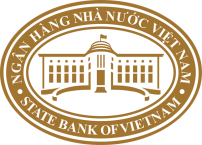 NGÂN HÀNG NHÀ NƯỚC VIỆT NAM
STATE BANK OF VIETNAM